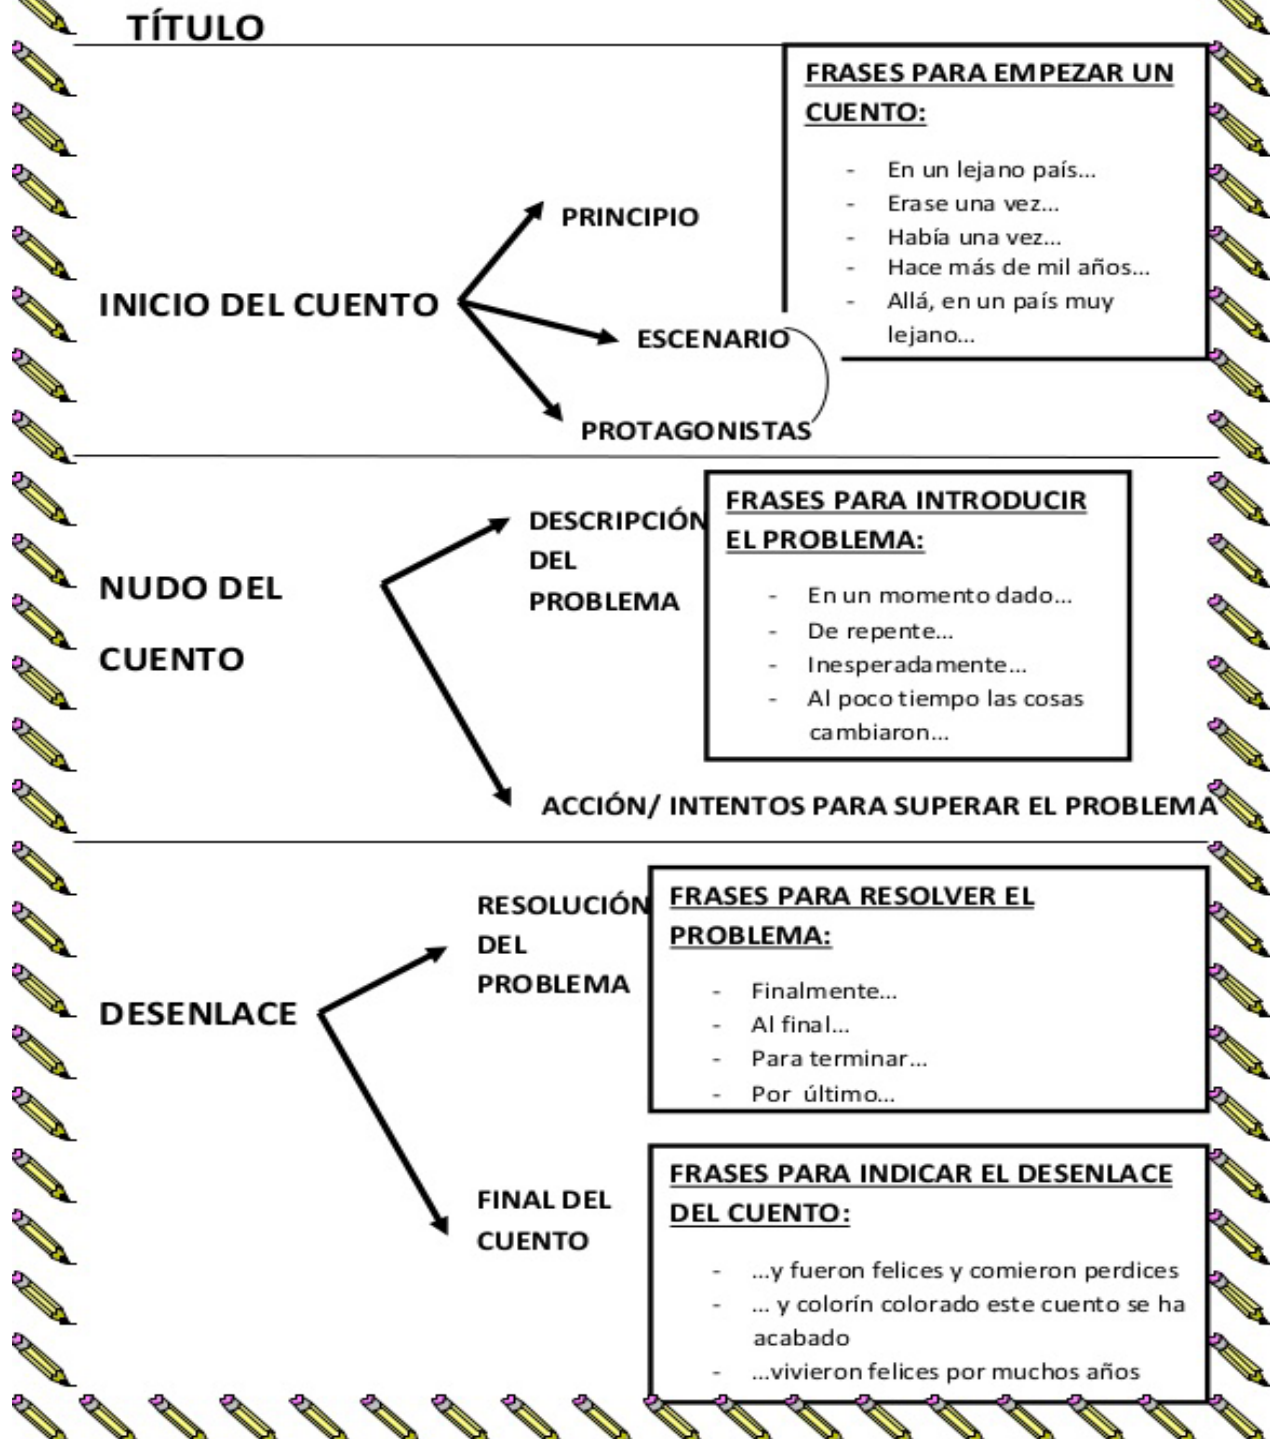 TÍTULO
FRASES PARA EMPEZAR UN
CUENTO:
- En un lejano país...
- Erase una vez...
- Había una vez...
- Hace más de mil años...
- Allá, en un país muy
lejano...
PRINCIPIO
INICIO DEL CUENTO
ESCENARIO
PROTAGONISTAS
DESCRIPCIÓN
DEL
PROBLEMA
FRASES PARA INTRODUCIR
EL PROBLEMA:
- En un momento dado...
- De repente...
- Inesperadamente...
- Al poco tiempo las cosas
cambiaron...
NUDO DEL
CUENTO
ACCIÓN/ INTENTOS PARA SUPERAR EL PROBLEMA
RESOLUCIÓN
DEL
PROBLEMA
FRASES PARA RESOLVER EL
PROBLEMA:
- Finalmente...
- Al final...
- Para terminar...
- Por último...
DESENLACE
FINAL DEL
CUENTO
FRASES PARA INDICAR EL DESENLACE
DEL CUENTO:
- ...y fueron felices y comieron perdices
- ... y colorín colorado este cuento se ha
acabado
- ...vivieron felices por muchos años